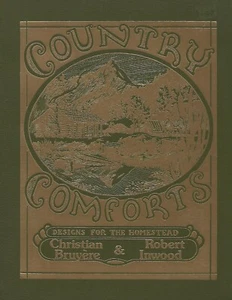 COUNTRY
COMFORTS
DESIGNS FOR THE HOMESTEAD
Christian Bruyère & Robert Inwood